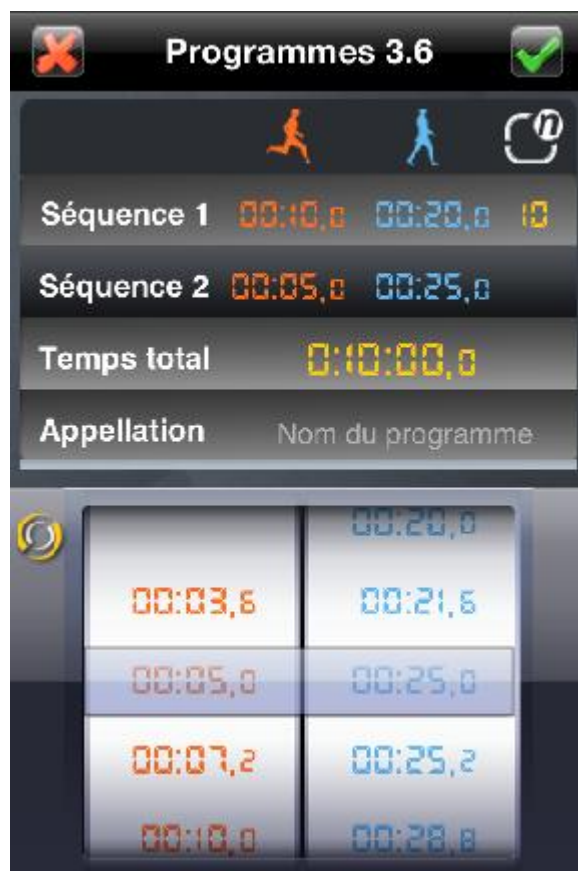 Programmes 3.6
n
Séquence 1 00:10,0 00:20,0 10
Séquence 2 00:05,0 00:25,0
Temps total 0:10:00,0
Appellation Nom du programme
00:20,0
00:03,6 00:21,6
00:05,0 00:25,0
00:07,2 00:25,2
00:10,0 00:28,8